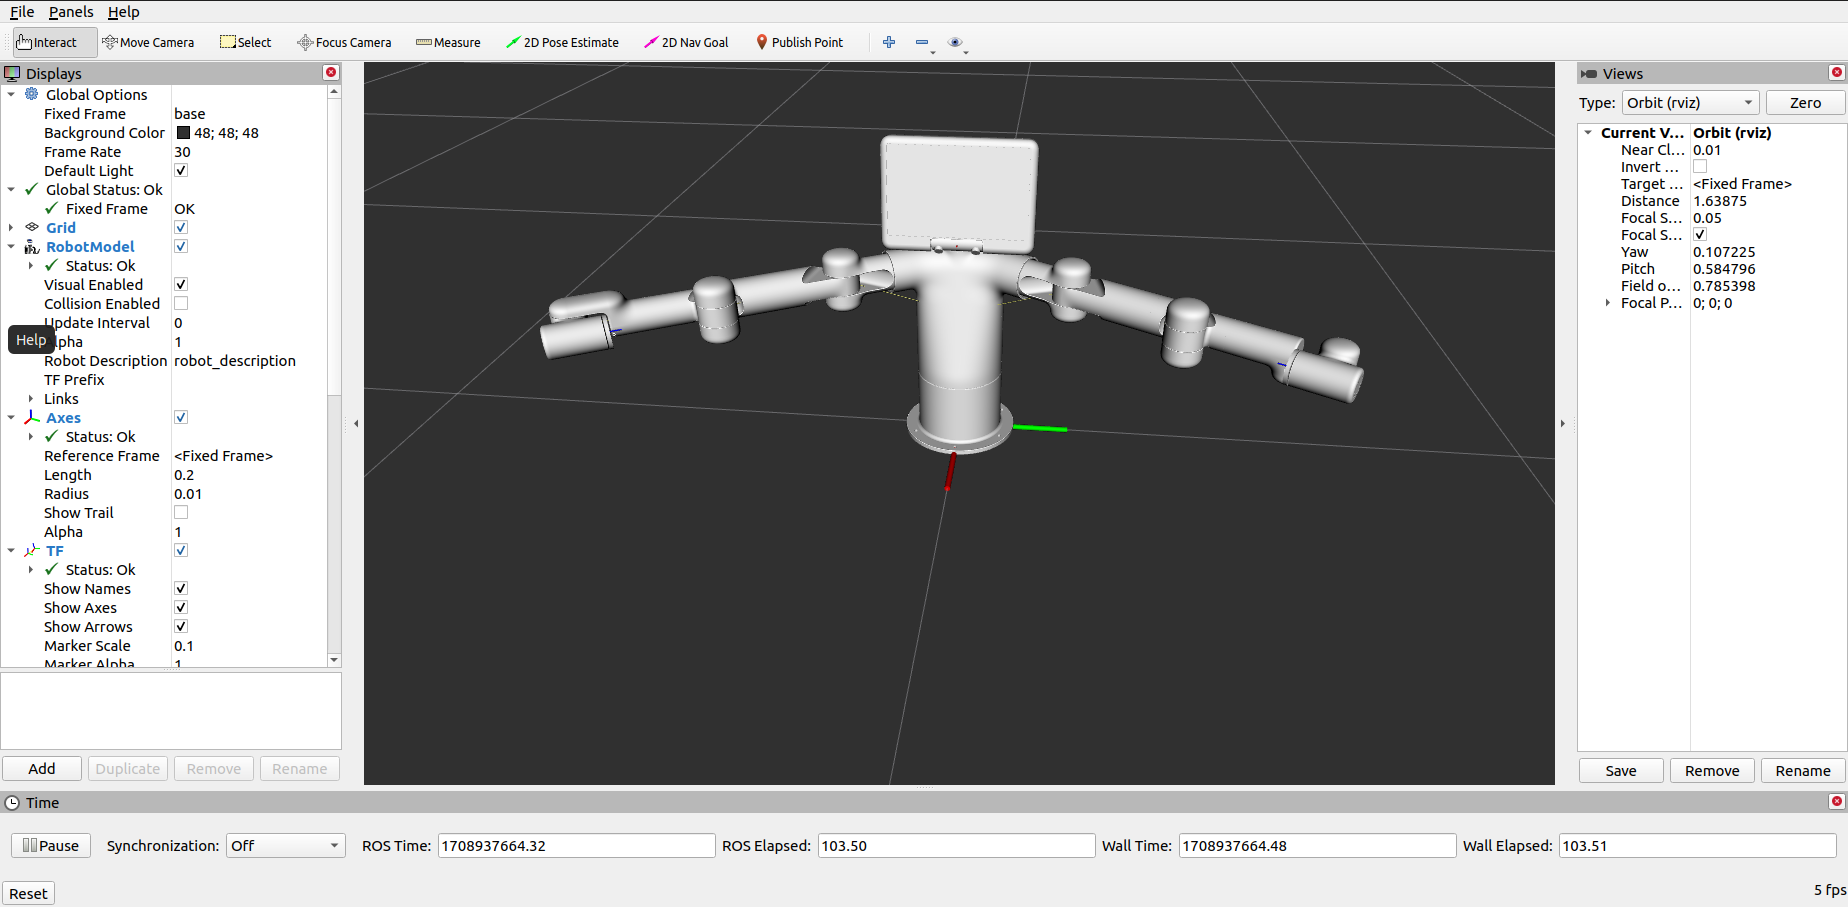 File Panels Help
Interact Move Camera Select Focus Camera Measure 2D Pose Estimate 2D Nav Goal Publish Point
Displays
Global Options
Fixed Frame base
Background Color 48; 48; 48
Frame Rate 30
Default Light
Global Status: Ok
Fixed Frame OK
Grid
RobotModel
Status: Ok
Visual Enabled
Collision Enabled
Update Interval 0
Alpha 1
Help
Robot Description robot_description
TF Prefix
Links
Axes
Status: Ok
Reference Frame <Fixed Frame>
Length 0.2
Radius 0.01
Show Trail
Alpha 1
TF
Status: Ok
Show Names
Show Axes
Show Arrows
Marker Scale 0.1
Marker Alpha 1
Add Duplicate Remove Rename
Views
Type: Orbit (rviz) Zero
Current V... Orbit (rviz)
Near Cl... 0.01
Invert ...
Target ... <Fixed Frame>
Distance 1.63875
Focal S... 0.05
Focal S...
Yaw 0.107225
Pitch 0.584796
Field o... 0.785398
Focal P... 0; 0; 0
Save Remove Rename
Time
Pause Synchronization: Off ROS Time: 1708937664.32 ROS Elapsed: 103.50 Wall Time: 1708937664.48 Wall Elapsed: 103.51
Reset 5 fps